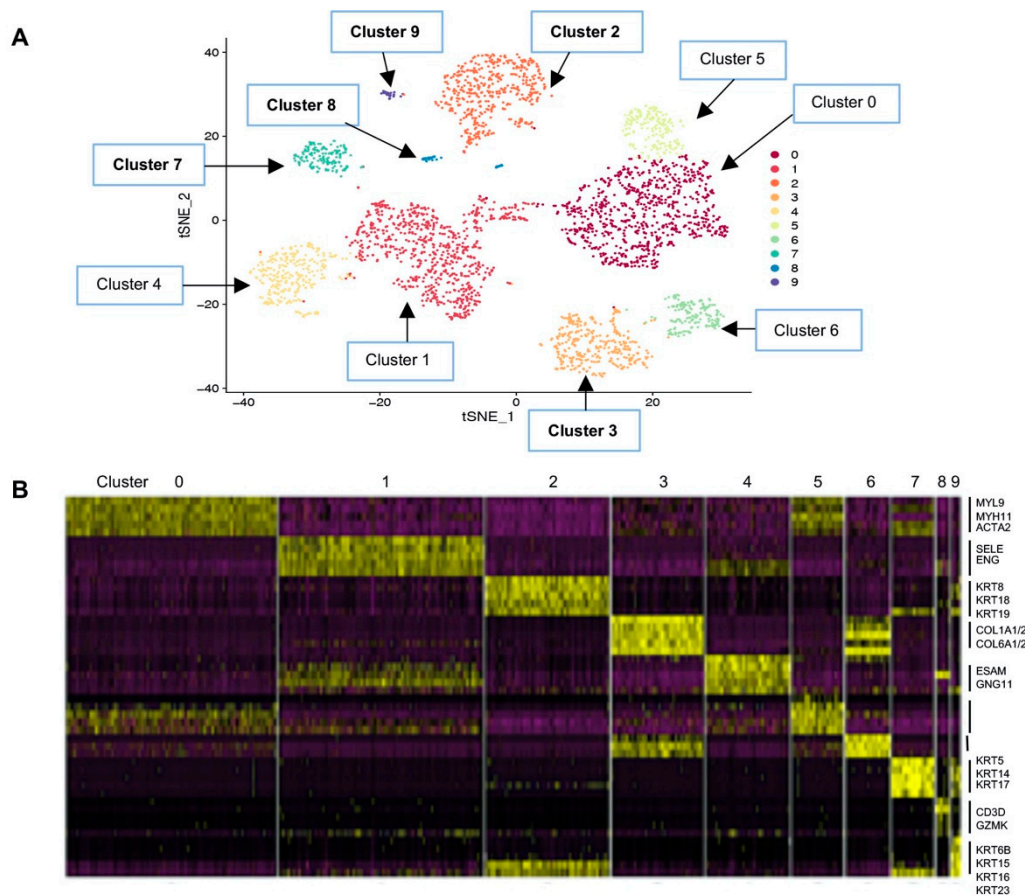 A
Cluster 9
Cluster 2
Cluster 5
Cluster 8
Cluster 0
Cluster 7
Cluster 4
Cluster 1
Cluster 6
Cluster 3
40
20
0
−20
−40
tSNE_2
−40
−20
0
20
tSNE_1
0
1
2
3
4
5
6
7
8
9
B
Cluster 0 1 2 3 4 5 6 7 8 9
MYL9
MYH11
ACTA2
SELE
ENG
KRT8
KRT18
KRT19
COL1A1/2
COL6A1/2
ESAM
GNG11
KRT5
KRT14
KRT17
CD3D
GZMK
KRT6B
KRT15
KRT16
KRT23